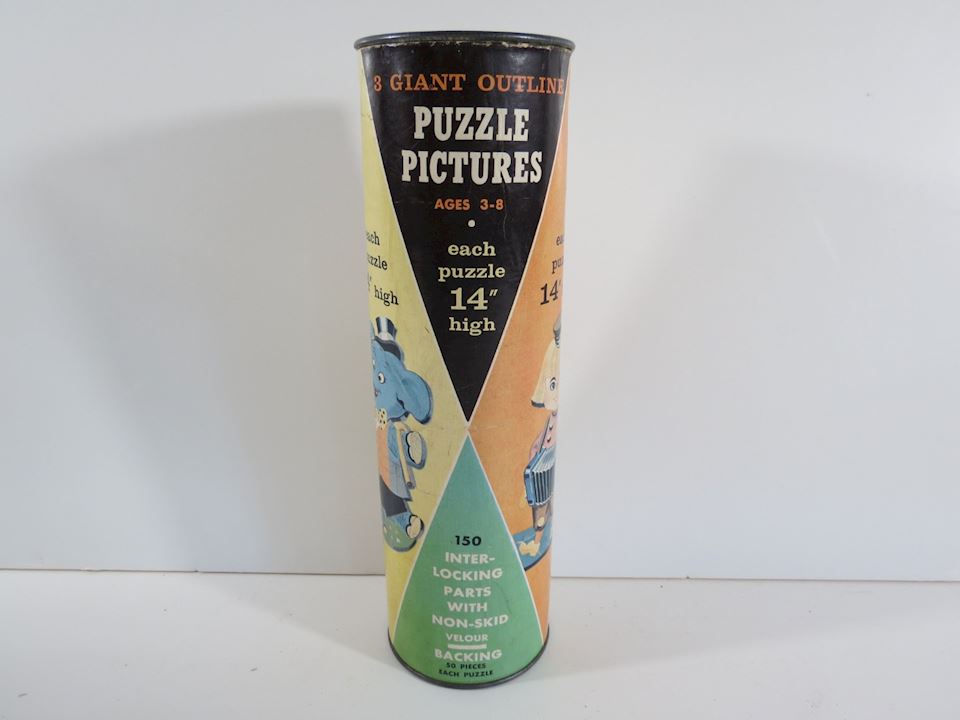 3 GIANT OUTLINE
PUZZLE
PICTURES
AGES 3-8
each
puzzle
14"
high
high
14"
150
INTER-
LOCKING
PARTS
WITH
NON-SKID
VELOUR
BACKING
50 PIECES
EACH PUZZLE